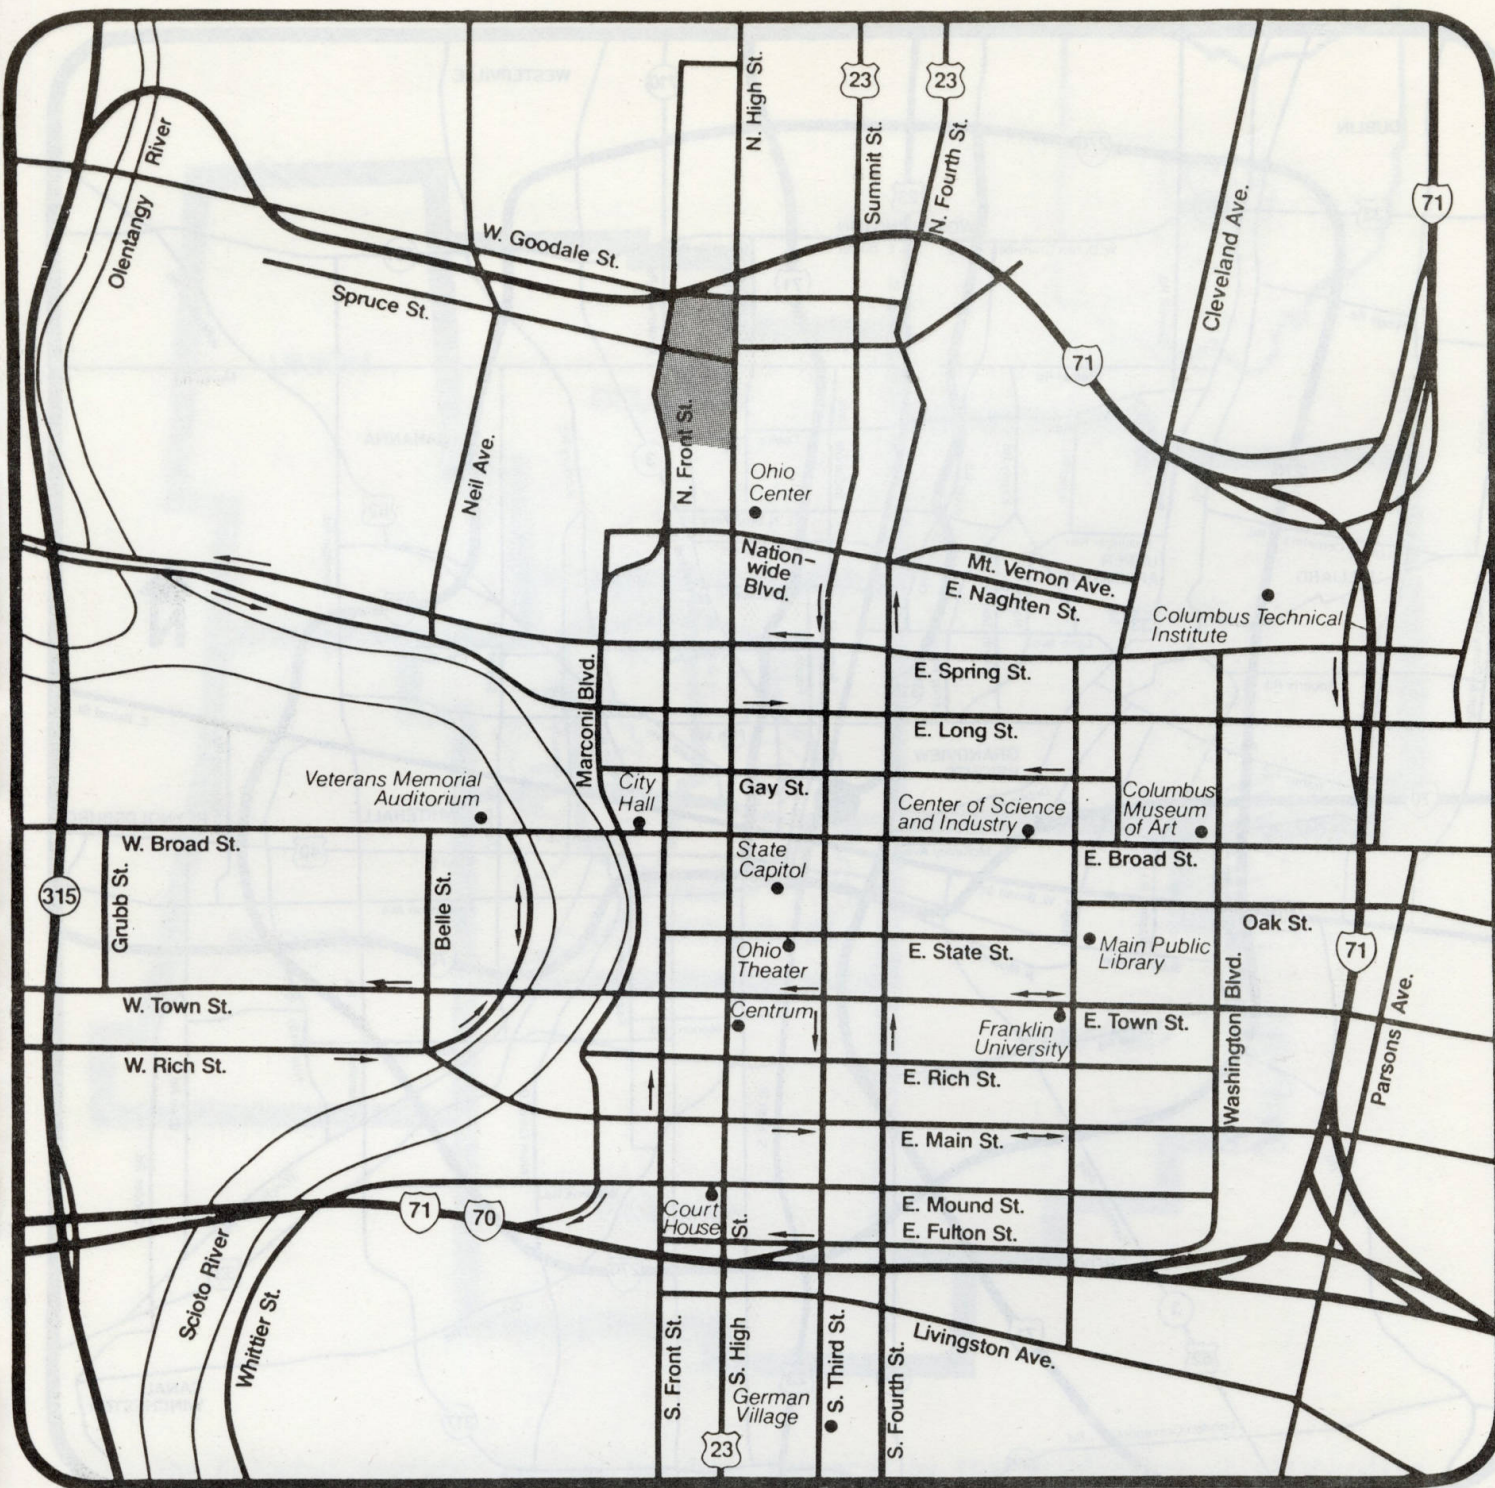 23
23
N. High St.
Summit St.
N. Fourth St.
Cleveland Ave.
71
Olentangy River
W. Goodale St.
Spruce St.
71
Neil Ave.
N. Front St.
Ohio
Center
Nation-
wide
Blvd.
Mt. Vernon Ave.
E. Naghten St.
Columbus Technical
Institute
E. Spring St.
Marconi Blvd.
E. Long St.
Veterans Memorial
Auditorium
City
Hall
Gay St.
Center of Science
and Industry
Columbus
Museum
of Art
W. Broad St.
State
Capitol
E. Broad St.
315
Grubb St.
Belle St.
Oak St.
Ohio
Theater
E. State St.
Main Public
Library
71
Washington Blvd.
Parsons Ave.
W. Town St.
Centrum
Franklin
University
E. Town St.
W. Rich St.
E. Rich St.
E. Main St.
71
70
Court
House
E. Mound St.
E. Fulton St.
Scioto River
Whittier St.
S. Front St.
S. High St.
S. Third St.
S. Fourth St.
Livingston Ave.
German
Village
23